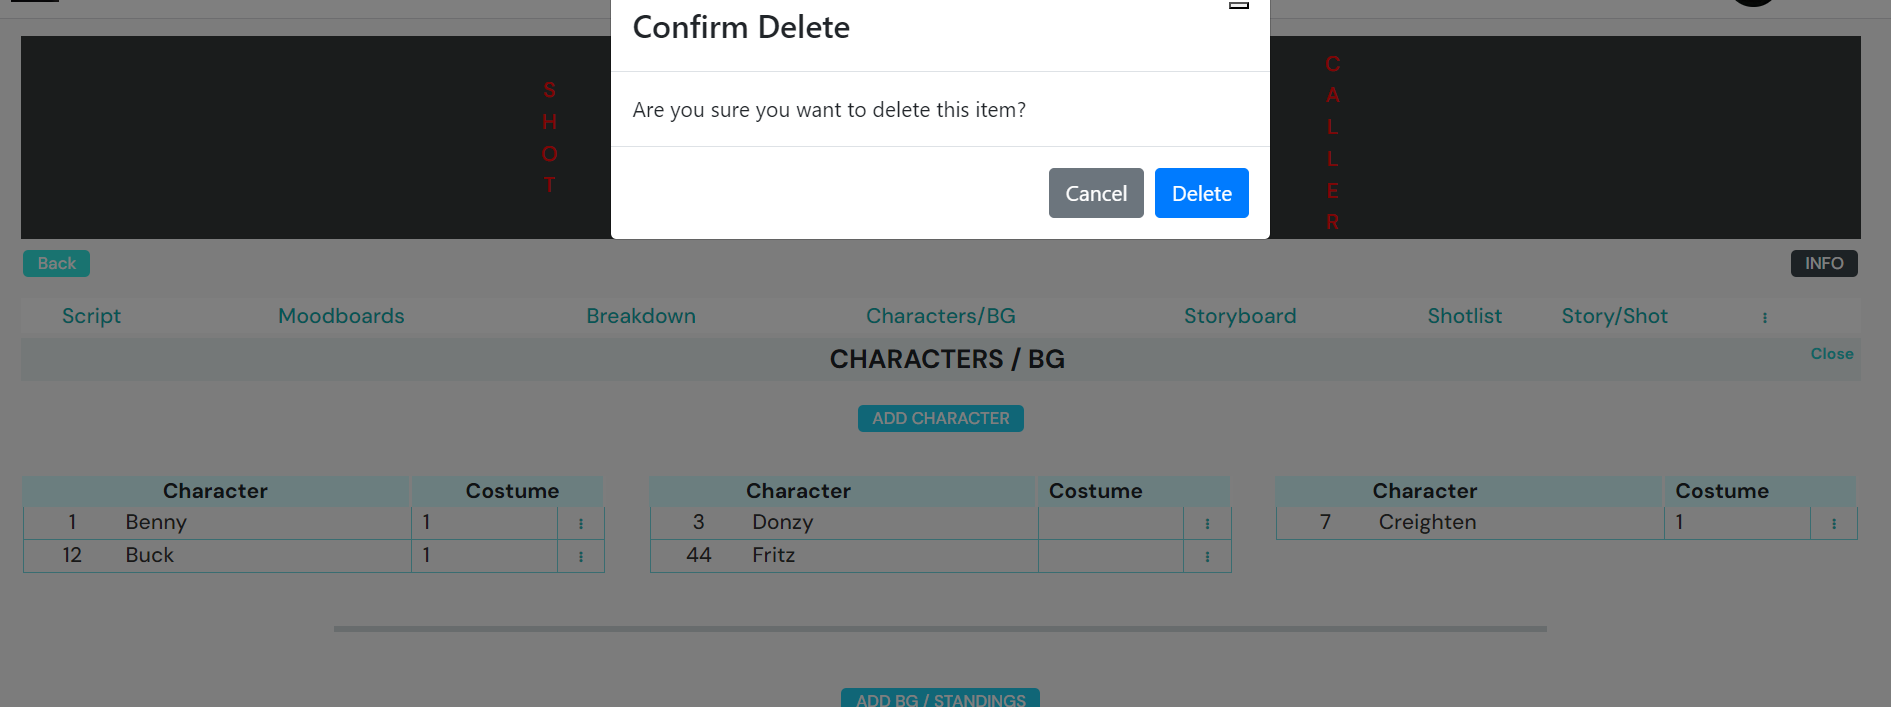 Confirm Delete
Are you sure you want to delete this item?
Cancel Delete
S
H
O
T
C
A
L
L
E
R
Back INFO
Script Moodboards Breakdown Characters/BG Storyboard Shotlist Story/Shot
CHARACTERS / BG Close
ADD CHARACTER
Character Costume Character Costume Character Costume
1 Benny 1 3 Donzy 7 Creighten 1
12 Buck 1 44 Fritz
ADD BG / STANDINGS